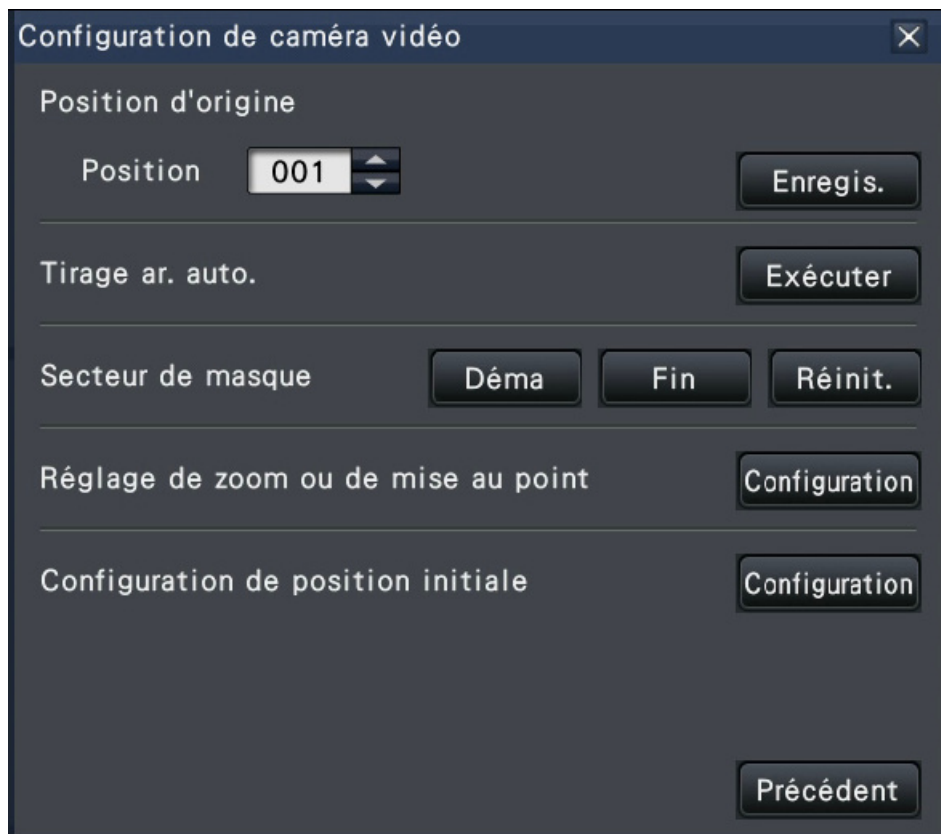 Configuration de caméra vidéo
Position d'origine
Position 001 Enregis.
Tirage ar. auto. Exécuter
Secteur de masque Déma Fin Réinit.
Réglage de zoom ou de mise au point Configuration
Configuration de position initiale Configuration
Précédent